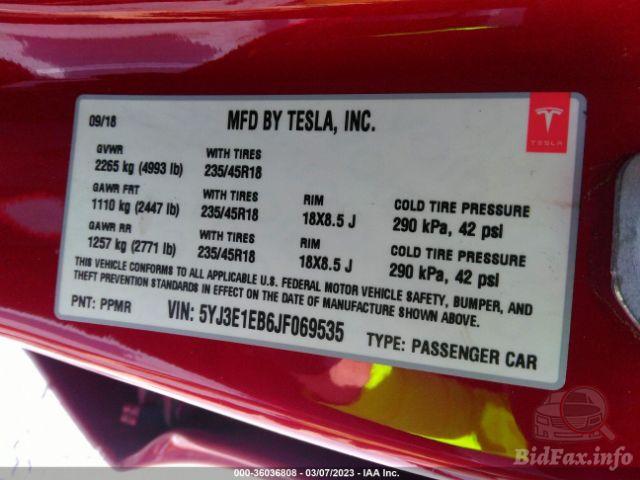 09/18
MFD BY TESLA, INC.
TESLA
GVWR
2265 kg (4993 lb)
WITH TIRES
235/45R18
GAWR FRT
1110 kg (2447 lb)
WITH TIRES
235/45R18
RIM
18X8.5 J
COLD TIRE PRESSURE
290 kPa, 42 psi
GAWR RR
1257 kg (2771 lb)
WITH TIRES
235/45R18
RIM
18X8.5 J
COLD TIRE PRESSURE
290 kPa, 42 psi
THIS VEHICLE CONFORMS TO ALL APPLICABLE U.S. FEDERAL MOTOR VEHICLE SAFETY, BUMPER, AND
THEFT PREVENTION STANDARDS IN EFFECT ON THE DATE OF MANUFACTURE SHOWN ABOVE.
PNT: PPMR
VIN: 5YJ3E1EB6JF069535
TYPE: PASSENGER CAR
BidFax.info
000-36036808 - 03/07/2023 - IAA Inc.